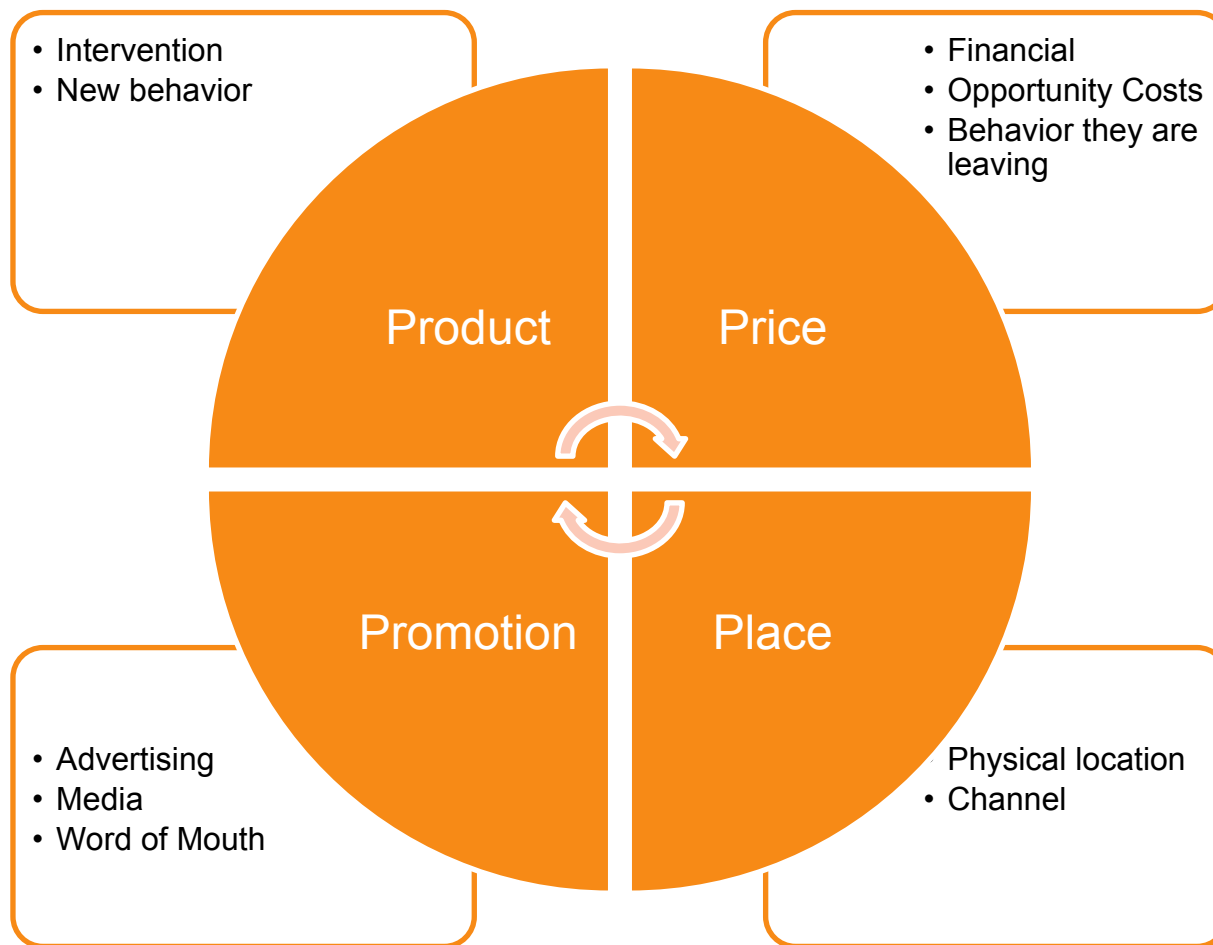 • Intervention
• New behavior
• Financial
• Opportunity Costs
• Behavior they are
leaving
Product
Price
Promotion
Place
• Advertising
• Media
• Word of Mouth
• Physical location
• Channel